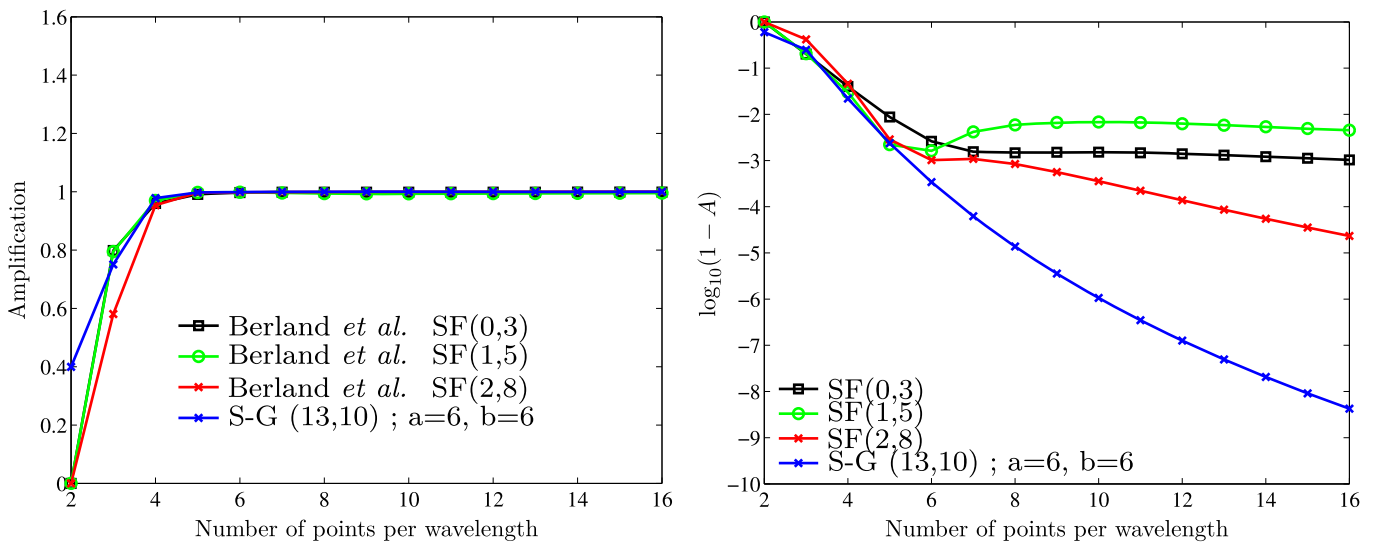 1.6
1.4
1.2
1
0.8
0.6
0.4
0.2
0
Amplification
2 4 6 8 10 12 14 16
Number of points per wavelength
Berland et al. SF(0,3)
Berland et al. SF(1,5)
Berland et al. SF(2,8)
S-G (13,10) ; a=6, b=6
0
−1
−2
−3
−4
−5
−6
−7
−8
−9
−10
log10(1 − A)
2 4 6 8 10 12 14 16
Number of points per wavelength
SF(0,3)
SF(1,5)
SF(2,8)
S-G (13,10) ; a=6, b=6